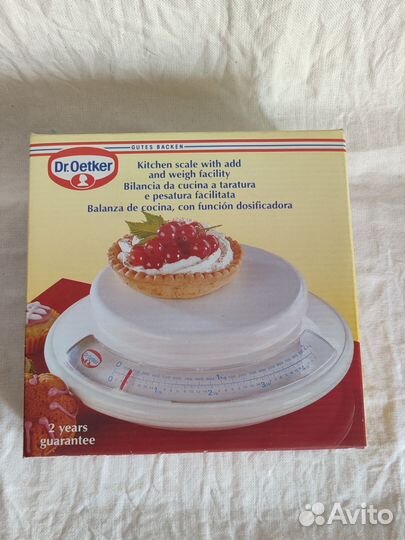 GUTES BACKEN
Dr.Oetker
Kitchen scale with add
and weigh facility
Bilancia da cucina a taratura
e pesatura facilitata
Balanza de cocina, con función dosificadora
2 years
guarantee
Avito